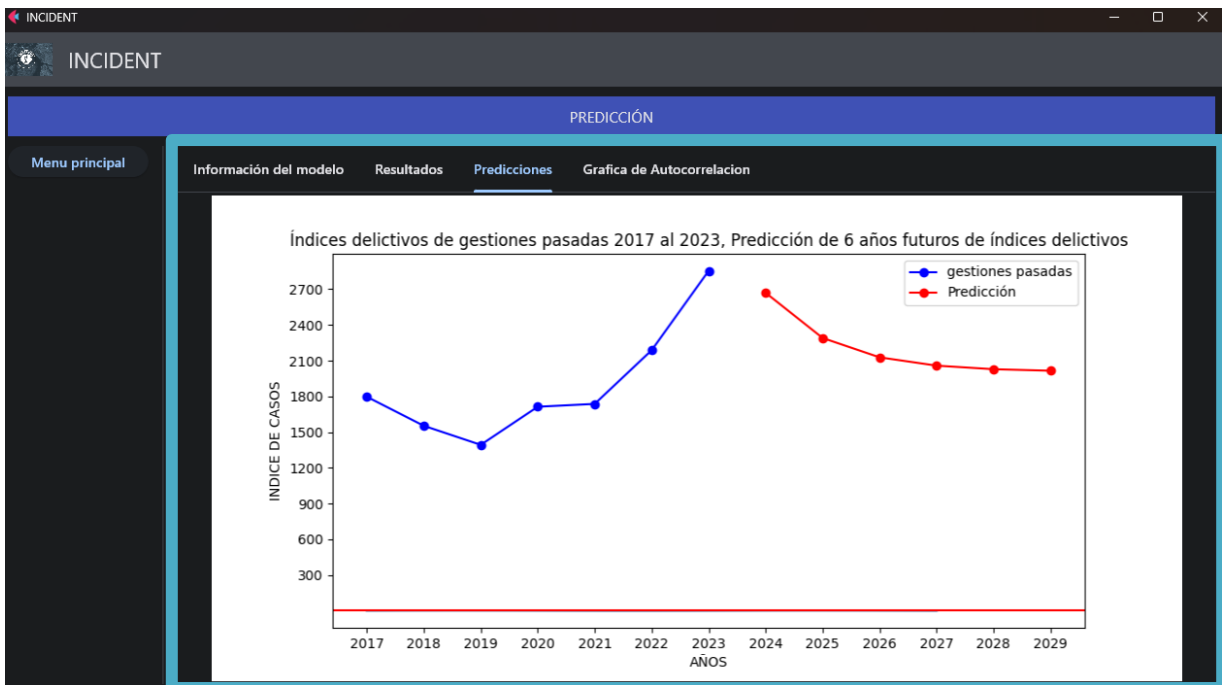 INCIDENT
INCIDENT
PREDICCIÓN
Menu principal
Información del modelo Resultados Predicciones Grafica de Autocorrelacion
Índices delictivos de gestiones pasadas 2017 al 2023, Predicción de 6 años futuros de índices delictivos
gestiones pasadas
Predicción
2700
2400
2100
1800
1500
1200
900
600
300
INDICE DE CASOS
2017 2018 2019 2020 2021 2022 2023 2024 2025 2026 2027 2028 2029
AÑOS